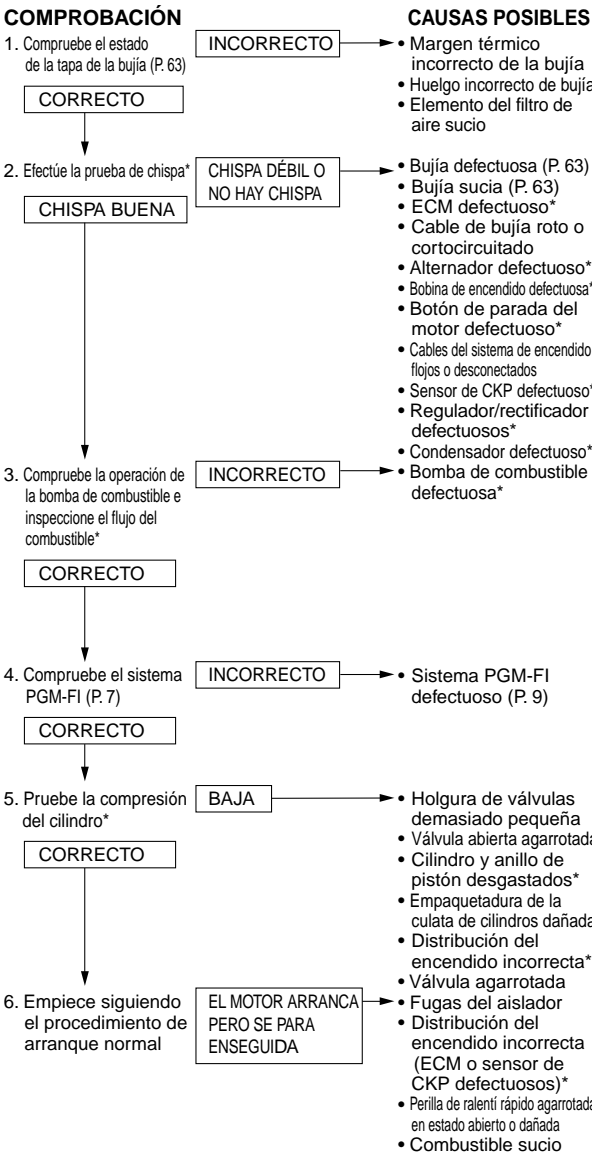 COMPROBACIÓN
CAUSAS POSIBLES
1. Compruebe el estado
de la tapa de la bujía (P. 63)
INCORRECTO
• Margen térmico
incorrecto de la bujía
• Huelgo incorrecto de bujía
• Elemento del filtro de
aire sucio
CORRECTO
2. Efectúe la prueba de chispa*
CHISPA DÉBIL O
NO HAY CHISPA
• Bujía defectuosa (P. 63)
• Bujía sucia (P. 63)
• ECM defectuoso*
• Cable de bujía roto o
cortocircuitado
• Alternador defectuoso*
• Bobina de encendido defectuosa*
• Botón de parada del
motor defectuoso*
• Cables del sistema de encendido
flojos o desconectados
• Sensor de CKP defectuoso*
• Regulador/rectificador
defectuosos*
• Condensador defectuoso*
CHISPA BUENA
3. Compruebe la operación de
la bomba de combustible e
inspeccione el flujo del
combustible*
INCORRECTO
• Bomba de combustible
defectuosa*
CORRECTO
4. Compruebe el sistema
PGM-FI (P. 7)
INCORRECTO
• Sistema PGM-FI
defectuoso (P. 9)
CORRECTO
5. Pruebe la compresión
del cilindro*
BAJA
• Holgura de válvulas
demasiado pequeña
• Válvula abierta agarrotada
• Cilindro y anillo de
pistón desgastados*
• Empaquetadura de la
culata de cilindros dañada
• Distribución del
encendido incorrecta*
• Válvula agarrotada
CORRECTO
6. Empiece siguiendo
el procedimiento de
arranque normal
EL MOTOR ARRANCA
PERO SE PARA
ENSEGUIDA
• Fugas del aislador
• Distribución del
encendido incorrecta
(ECM o sensor de
CKP defectuosos)*
• Perilla de ralentí rápido agarrotada
en estado abierto o dañada
• Combustible sucio